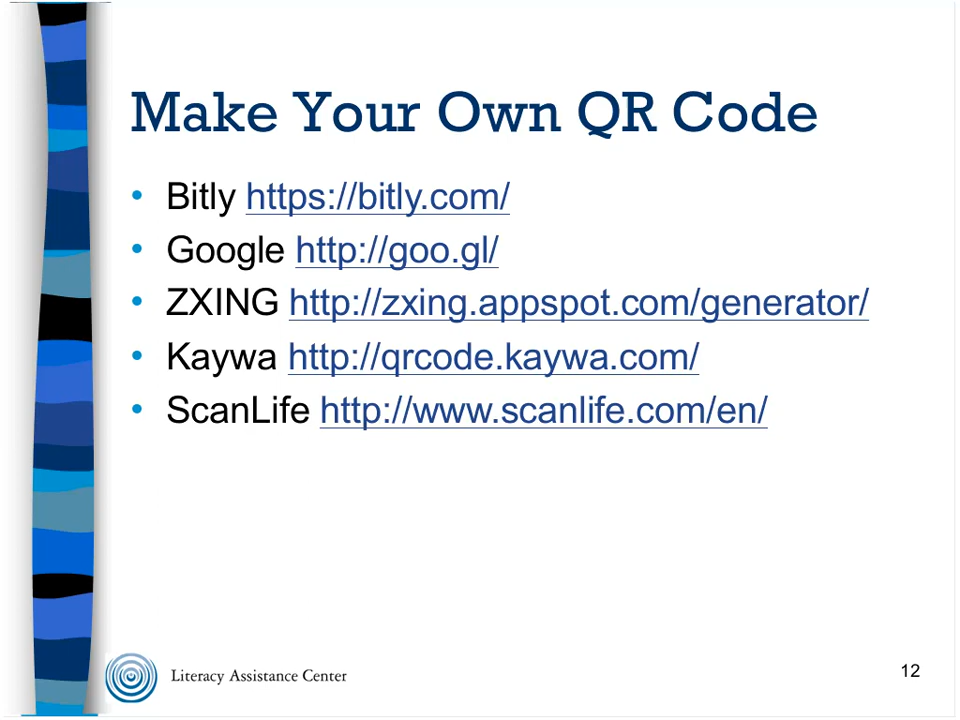 Make Your Own QR Code
• Bitly https://bitly.com/
• Google http://goo.gl/
• ZXING http://zxing.appspot.com/generator/
• Kaywa http://qrcode.kaywa.com/
• ScanLife http://www.scanlife.com/en/
Literacy Assistance Center
12